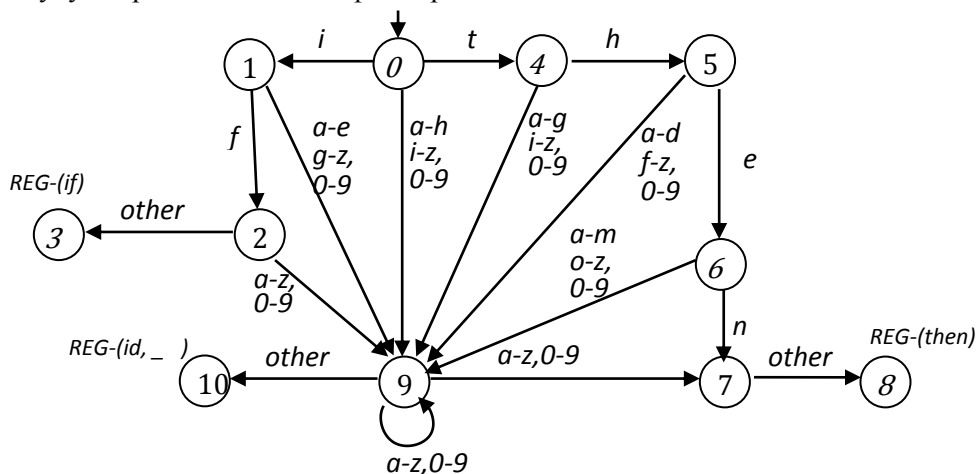 i
t
h
1
0
4
5
f
a-e
g-z,
0-9
a-h
i-z,
0-9
a-g
i-z,
0-9
a-d
f-z,
0-9
e
REG-(if)
other
3
2
a-z,
0-9
a-m
o-z,
0-9
6
n
REG-(id, _ )
other
10
9
a-z,0-9
7
other
REG-(then)
8
a-z,0-9